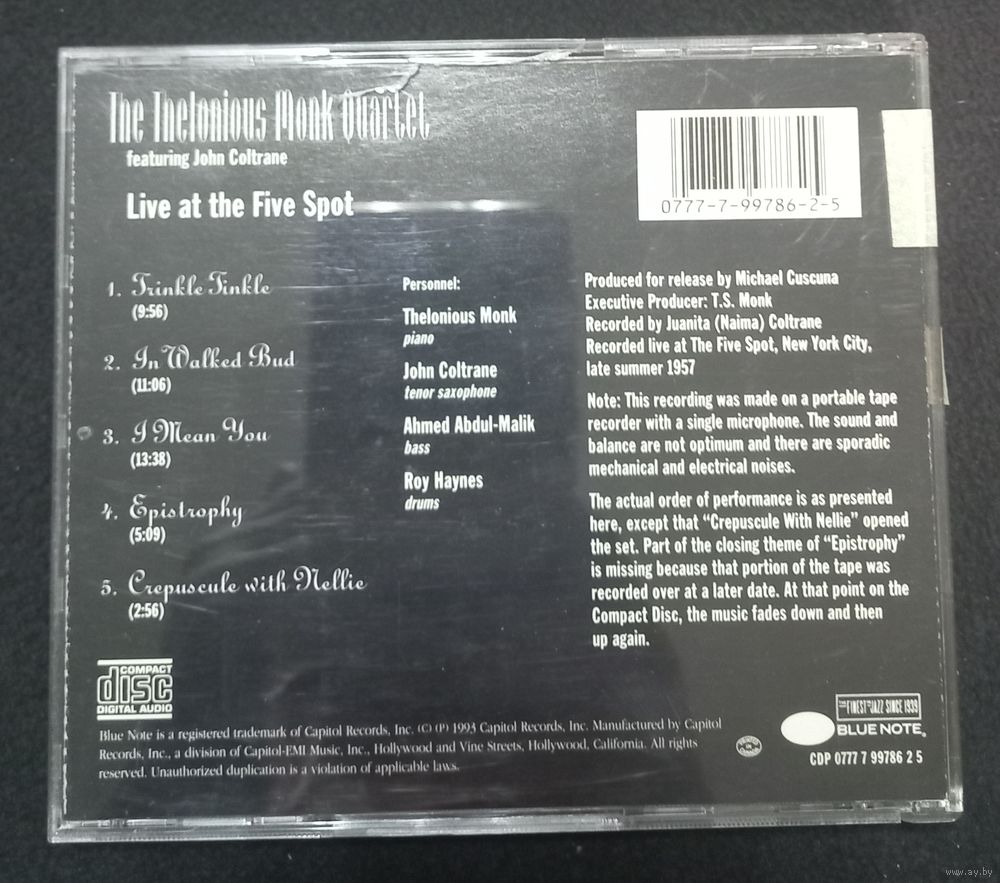 The Thelonious Monk Quartet
featuring John Coltrane
Live at the Five Spot
0777-7-99786-2-5
1. Trinkle Tinkle
(9:56)
2. In Walked Bud
(11:06)
3. I Mean You
(13:38)
4. Epistrophy
(5:09)
5. Crepuscule with Nellie
(2:56)
Personnel:
Thelonious Monk
piano
John Coltrane
tenor saxophone
Ahmed Abdul-Malik
bass
Roy Haynes
drums
Produced for release by Michael Cuscuna
Executive Producer: T.S. Monk
Recorded by Juanita (Naima) Coltrane
Recorded live at The Five Spot, New York City,
late summer 1957
Note: This recording was made on a portable tape
recorder with a single microphone. The sound and
balance are not optimum and there are sporadic
mechanical and electrical noises.
The actual order of performance is as presented
here, except that “Crepuscule With Nellie” opened
the set. Part of the closing theme of “Epistrophy”
is missing because that portion of the tape was
recorded over at a later date. At that point on the
Compact Disc, the music fades down and then
up again.
COMPACT
disc
DIGITAL AUDIO
Blue Note is a registered trademark of Capitol Records, Inc. © ℗ 1993 Capitol Records, Inc. Manufactured by Capitol
Records, Inc., a division of Capitol-EMI Music, Inc., Hollywood and Vine Streets, Hollywood, California. All rights
reserved. Unauthorized duplication is a violation of applicable laws.
THE FINEST IN JAZZ SINCE 1939
BLUE NOTE®
CDP 0777 7 99786 2 5
www.ay.by